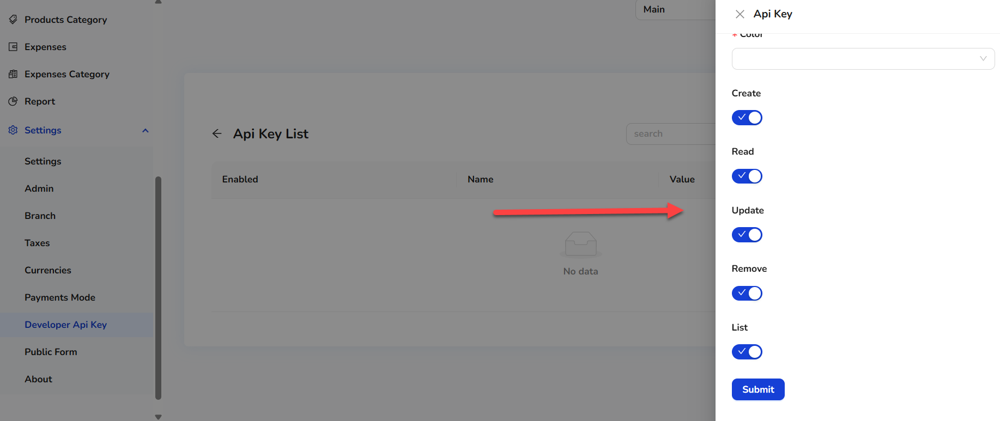 Products Category
Expenses
Expenses Category
Report
Settings
Settings
Admin
Branch
Taxes
Currencies
Payments Mode
Developer Api Key
Public Form
About
Main
Api Key List
search
Enabled
Name
Value
No data
Api Key
* Color
Create
Read
Update
Remove
List
Submit